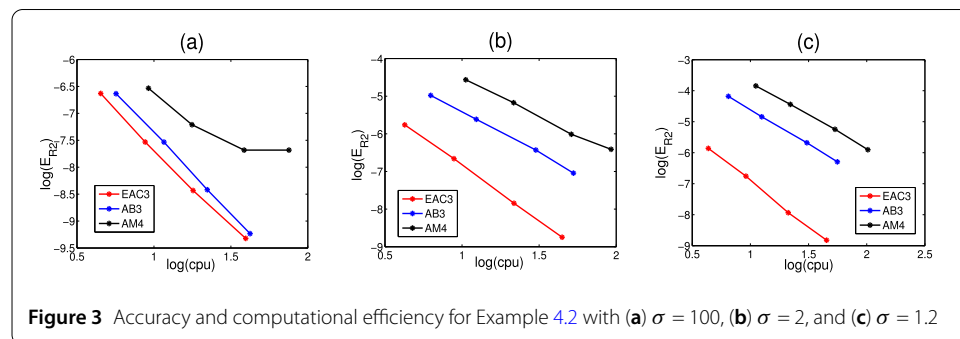 (a)
-6
-6.5
-7
-7.5
-8
-8.5
-9
-9.5
log(E_R2)
EAC3
AB3
AM4
0.5 1 1.5 2
log(cpu)
(b)
-4
-5
-6
-7
-8
-9
log(E_R2)
EAC3
AB3
AM4
0.5 1 1.5 2
log(cpu)
(c)
-3
-4
-5
-6
-7
-8
-9
log(E_R2)
EAC3
AB3
AM4
0.5 1 1.5 2 2.5
log(cpu)
Figure 3 Accuracy and computational efficiency for Example 4.2 with (a) σ = 100, (b) σ = 2, and (c) σ = 1.2